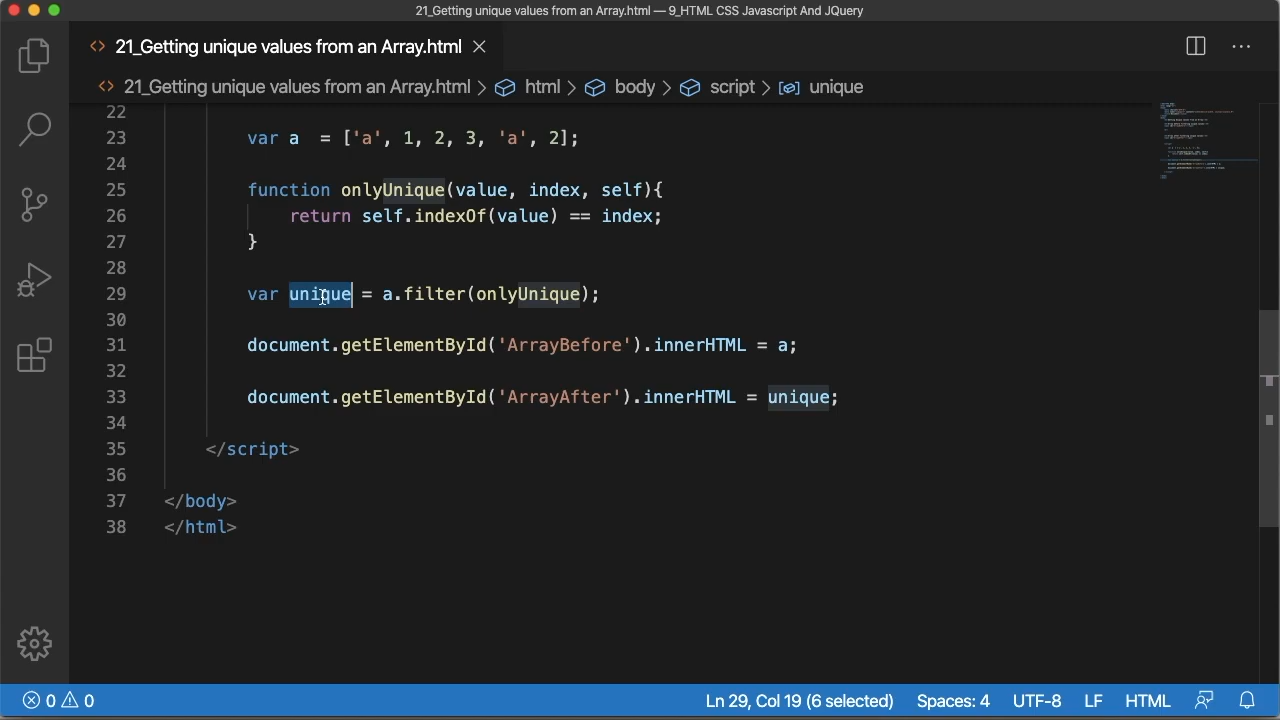 21_Getting unique values from an Array.html — 9_HTML CSS Javascript And JQuery
21_Getting unique values from an Array.html
21_Getting unique values from an Array.html > html > body > script > unique
22
23 var a  = ['a', 1, 2, 3, 'a', 2];
24
25 function onlyUnique(value, index, self){
26 return self.indexOf(value) == index;
27 }
28
29 var unique = a.filter(onlyUnique);
30
31 document.getElementById('ArrayBefore').innerHTML = a;
32
33 document.getElementById('ArrayAfter').innerHTML = unique;
34
35 </script>
36
37 </body>
38 </html>
0 0 Ln 29, Col 19 (6 selected) Spaces: 4 UTF-8 LF HTML